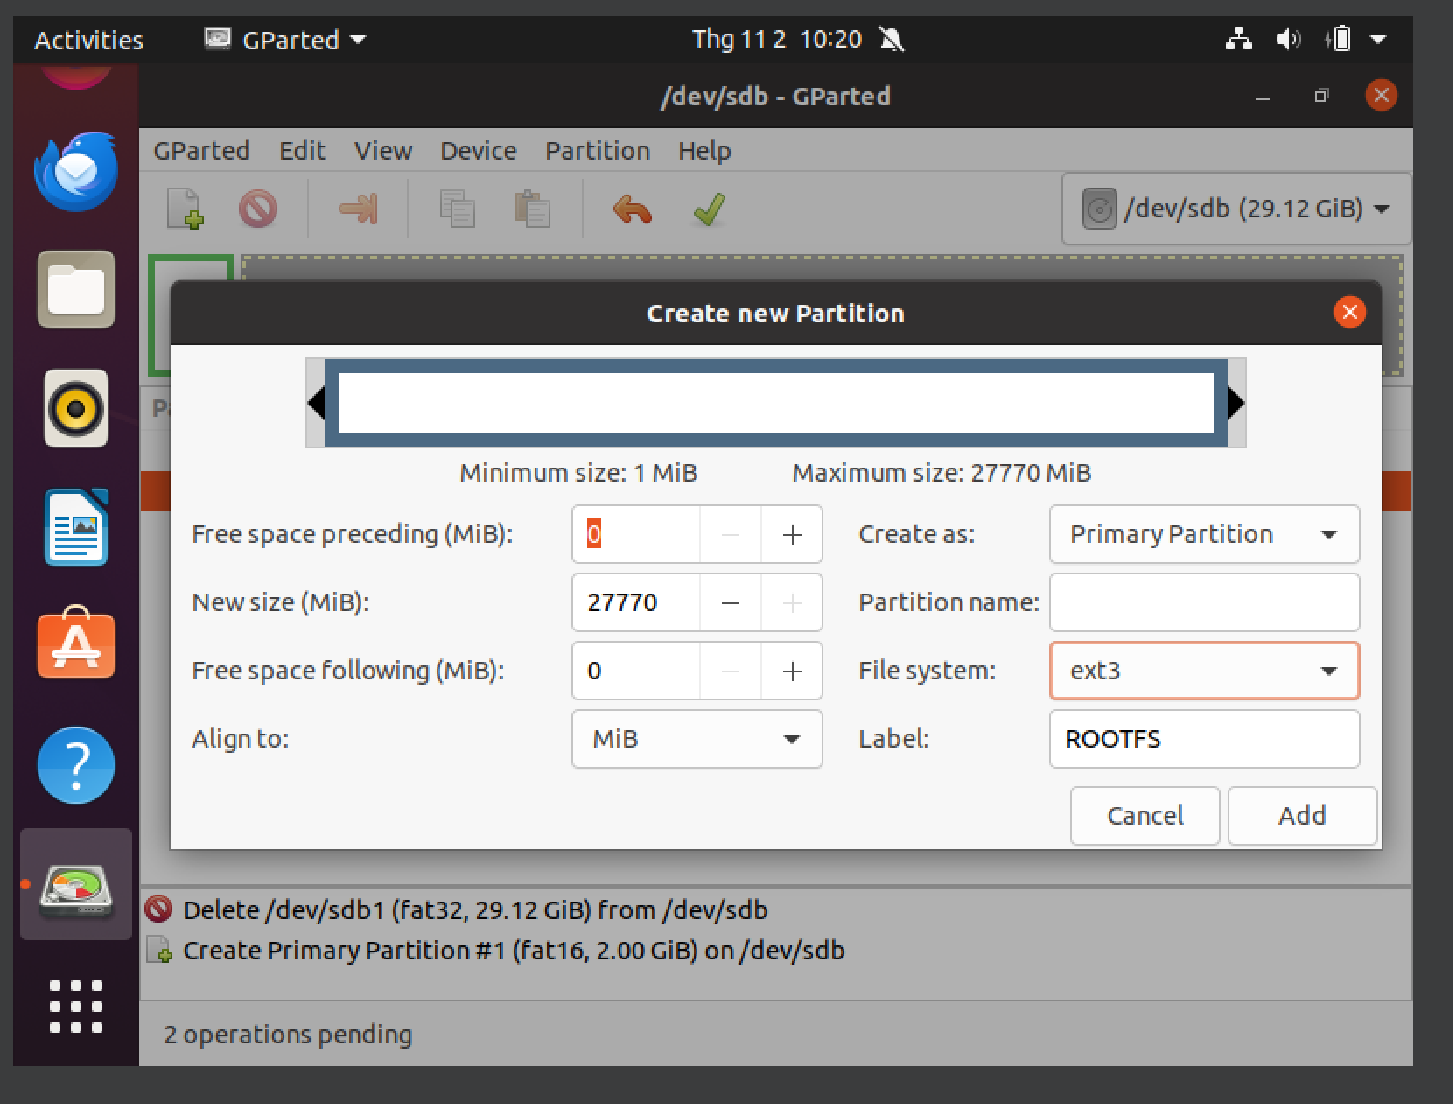 Activities GParted Thg 11 2 10:20
/dev/sdb - GParted
GParted Edit View Device Partition Help
/dev/sdb (29.12 GiB)
Create new Partition
Minimum size: 1 MiB Maximum size: 27770 MiB
Free space preceding (MiB): 0 Create as: Primary Partition
New size (MiB): 27770 Partition name:
Free space following (MiB): 0 File system: ext3
Align to: MiB Label: ROOTFS
Cancel Add
Delete /dev/sdb1 (fat32, 29.12 GiB) from /dev/sdb
Create Primary Partition #1 (fat16, 2.00 GiB) on /dev/sdb
2 operations pending